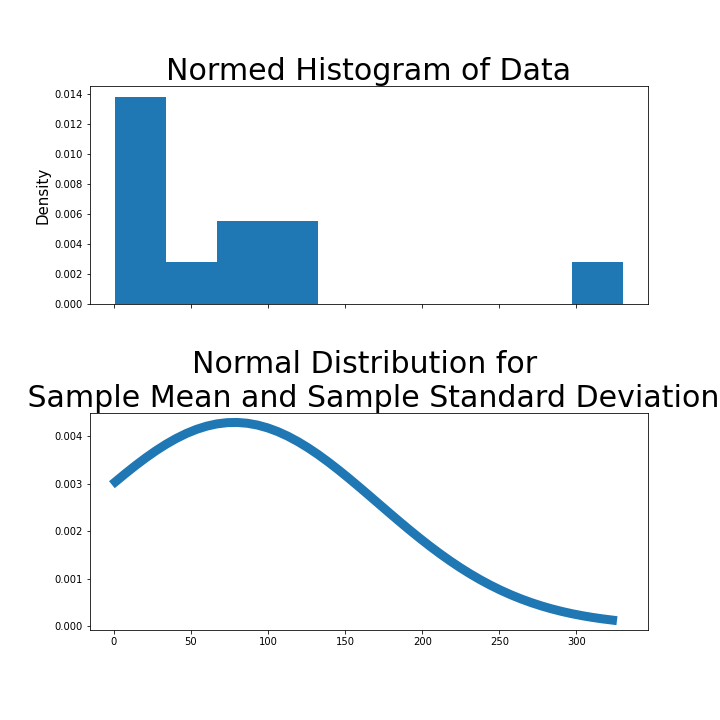 Normed Histogram of Data
0.014
0.012
0.010
0.008
0.006
0.004
0.002
0.000
Density
Normal Distribution for
Sample Mean and Sample Standard Deviation
0.004
0.003
0.002
0.001
0.000
0 50 100 150 200 250 300